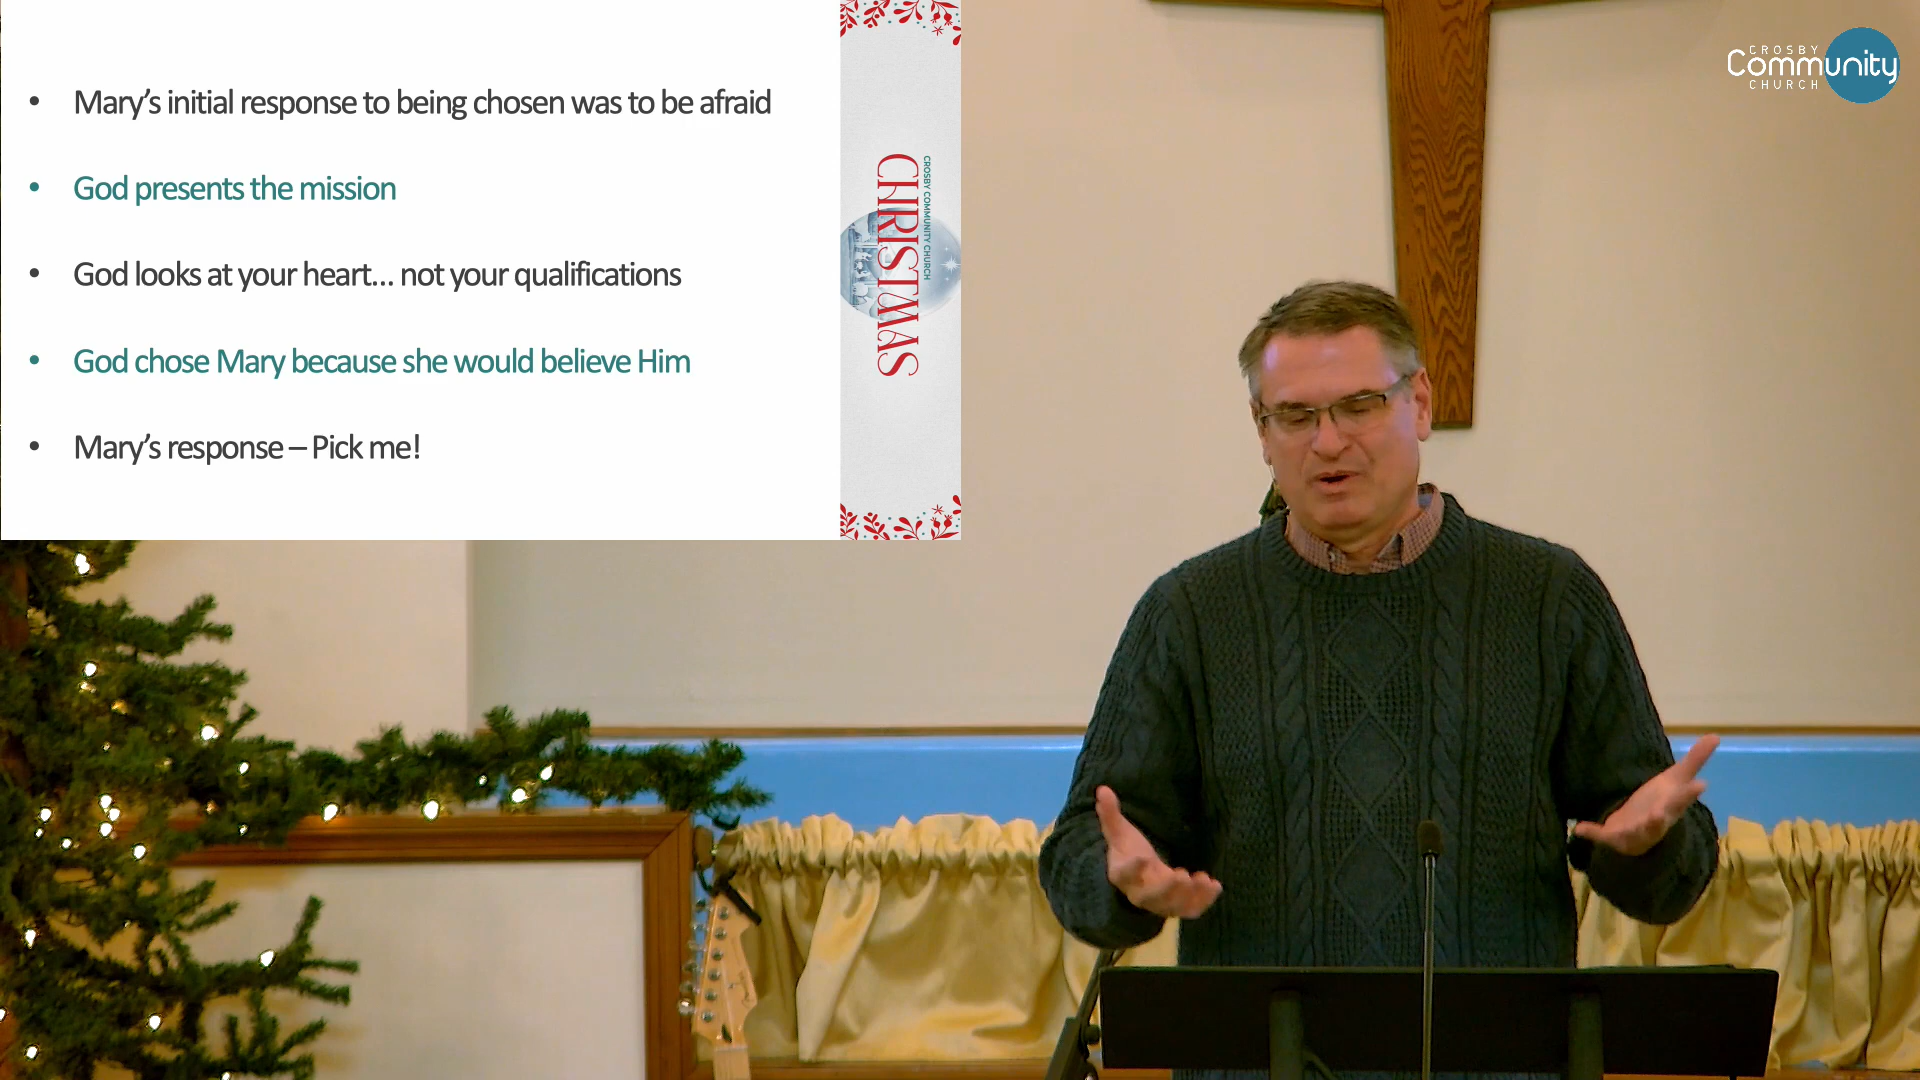 • Mary’s initial response to being chosen was to be afraid
• God presents the mission
• God looks at your heart... not your qualifications
• God chose Mary because she would believe Him
• Mary’s response – Pick me!
CROSBY COMMUNITY CHURCH
CHRISTMAS
CROSBY
Community
CHURCH